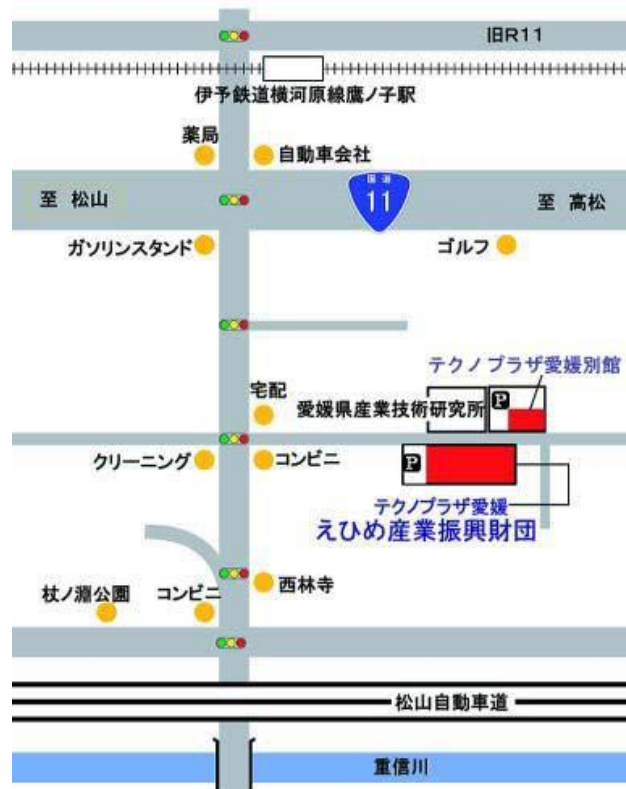 旧R11
伊予鉄道横河原線鷹ノ子駅
薬局
自動車会社
至 松山
国道
11
至 高松
ガソリンスタンド
ゴルフ
テクノプラザ愛媛別館
宅配
愛媛県産業技術研究所
P
クリーニング
コンビニ
P
テクノプラザ愛媛
えひめ産業振興財団
西林寺
杖ノ淵公園
コンビニ
松山自動車道
重信川